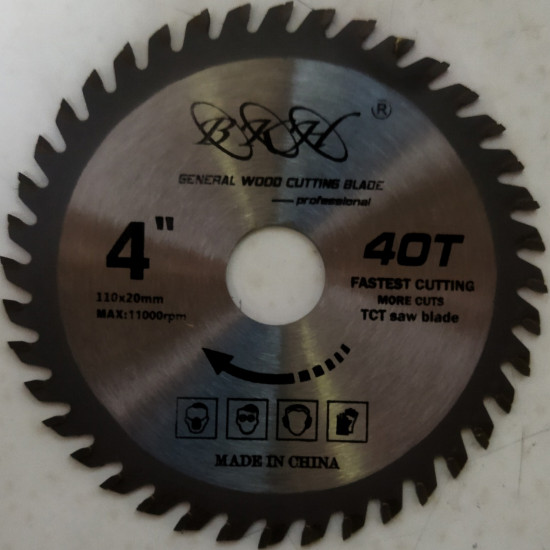 BKH ®
GENERAL WOOD CUTTING BLADE
professional
4"
110x20mm
MAX:11000rpm
40T
FASTEST CUTTING
MORE CUTS
TCT saw blade
MADE IN CHINA